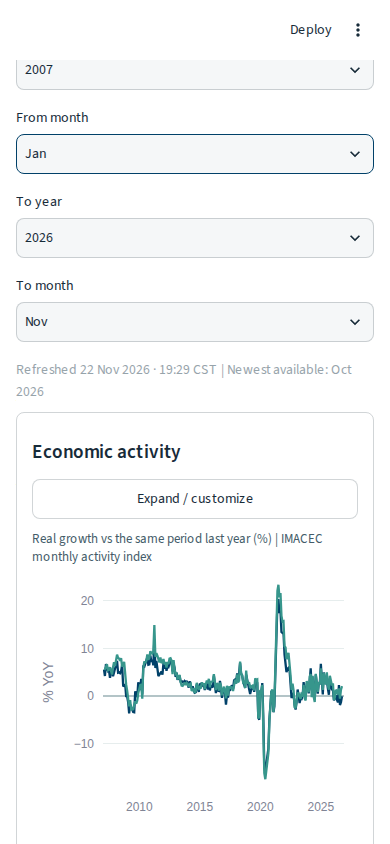 Deploy
2007
From month
Jan
To year
2026
To month
Nov
Refreshed 22 Nov 2026 · 19:29 CST | Newest available: Oct
2026
Economic activity
Expand / customize
Real growth vs the same period last year (%) | IMACEC
monthly activity index
20
10
0
−10
% YoY
2010
2015
2020
2025